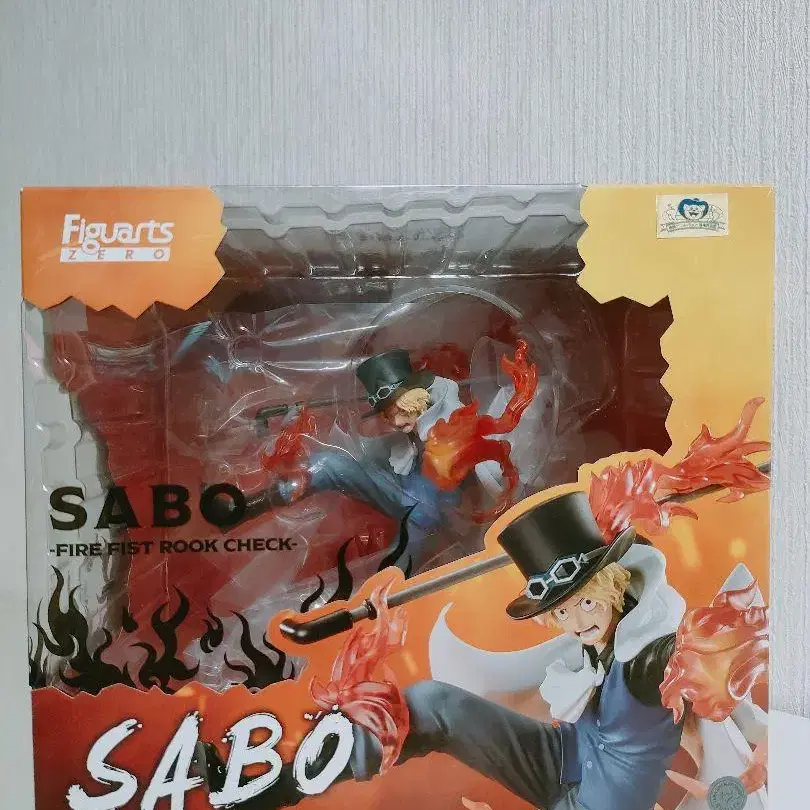 Figuarts
ZERO
SABO
-FIRE FIST ROOK CHECK-
SABO